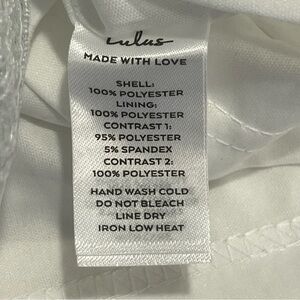 Lulus
MADE WITH LOVE
SHELL:
100% POLYESTER
LINING:
100% POLYESTER
CONTRAST 1:
95% POLYESTER
5% SPANDEX
CONTRAST 2:
100% POLYESTER
HAND WASH COLD
DO NOT BLEACH
LINE DRY
IRON LOW HEAT